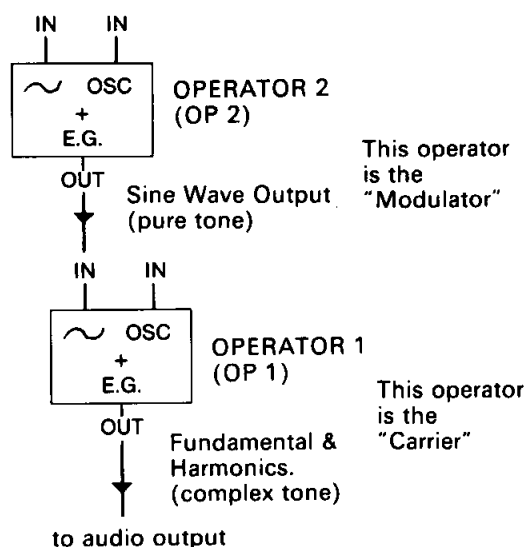 IN IN
OSC
+
E.G.
OPERATOR 2
(OP 2)
OUT
This operator
is the
"Modulator"
Sine Wave Output
(pure tone)
IN IN
OSC
+
E.G.
OPERATOR 1
(OP 1)
OUT
This operator
is the
"Carrier"
Fundamental &
Harmonics.
(complex tone)
to audio output